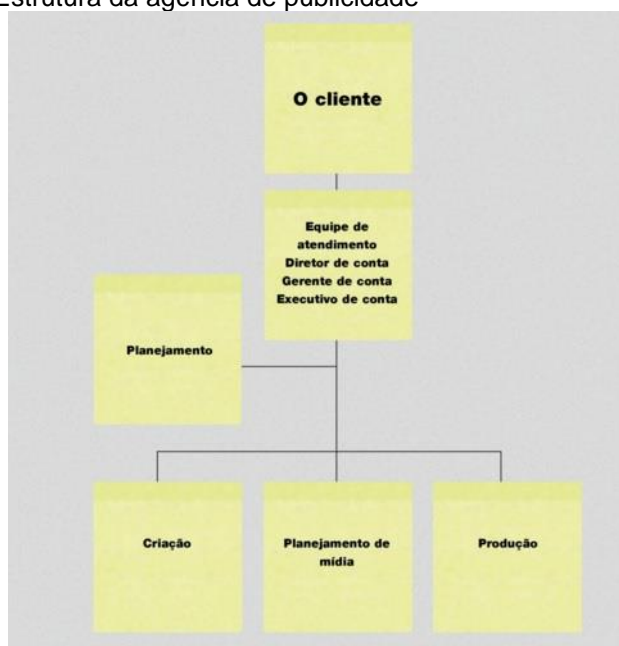 Estrutura da agência de publicidade
O cliente
Equipe de
atendimento
Diretor de conta
Gerente de conta
Executivo de conta
Planejamento
Criação
Planejamento de
mídia
Produção